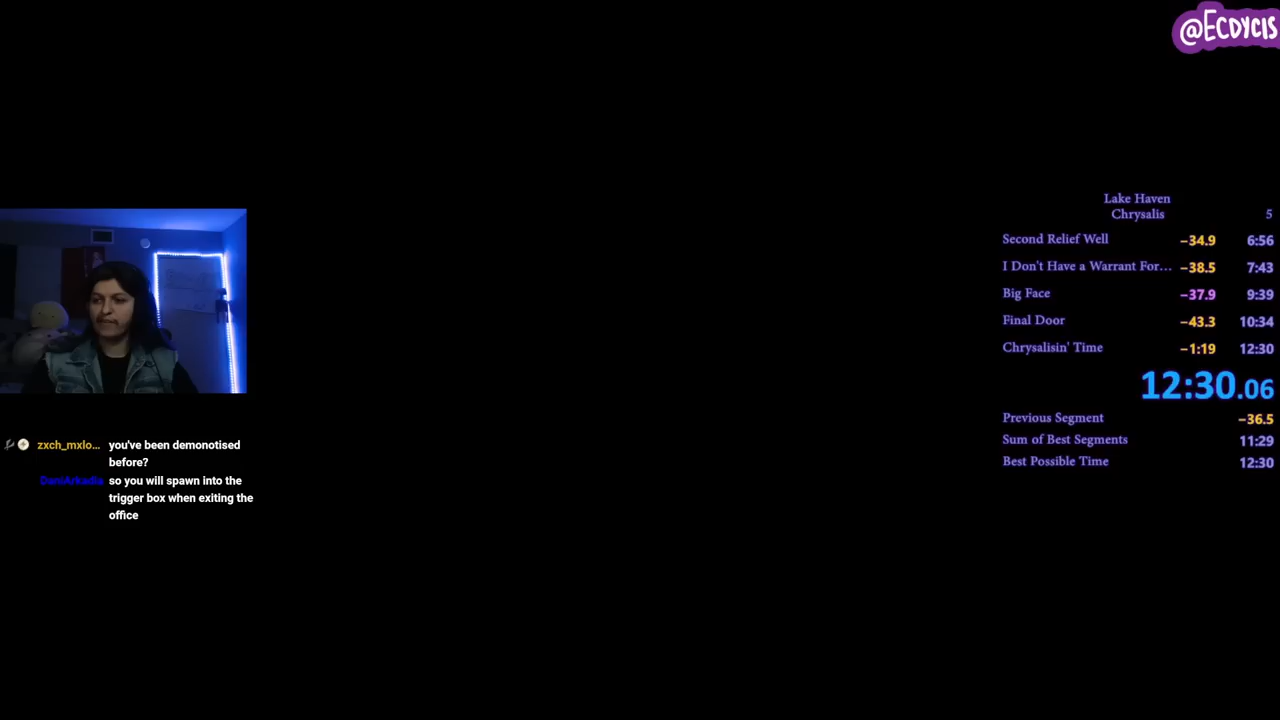 @ECDYCIS
Lake Haven
Chrysalis 5
Second Relief Well −34.9 6:56
I Don't Have a Warrant For... −38.5 7:43
Big Face −37.9 9:39
Final Door −43.3 10:34
Chrysalisin' Time −1:19 12:30
12:30.06
Previous Segment −36.5
Sum of Best Segments 11:29
Best Possible Time 12:30
zxch_mxlo... you've been demonotised
before?
DaniArkadia so you will spawn into the
trigger box when exiting the
office